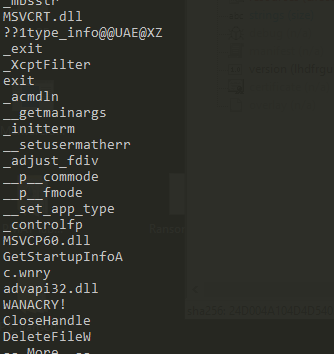 _mbsstr
MSVCRT.dll
??1type_info@@UAE@XZ
_exit
_XcptFilter
exit
_acmdln
__getmainargs
_initterm
__setusermatherr
_adjust_fdiv
__p__commode
__p__fmode
__set_app_type
_controlfp
MSVCP60.dll
GetStartupInfoA
c.wnry
advapi32.dll
WANACRY!
CloseHandle
DeleteFileW
-- More --